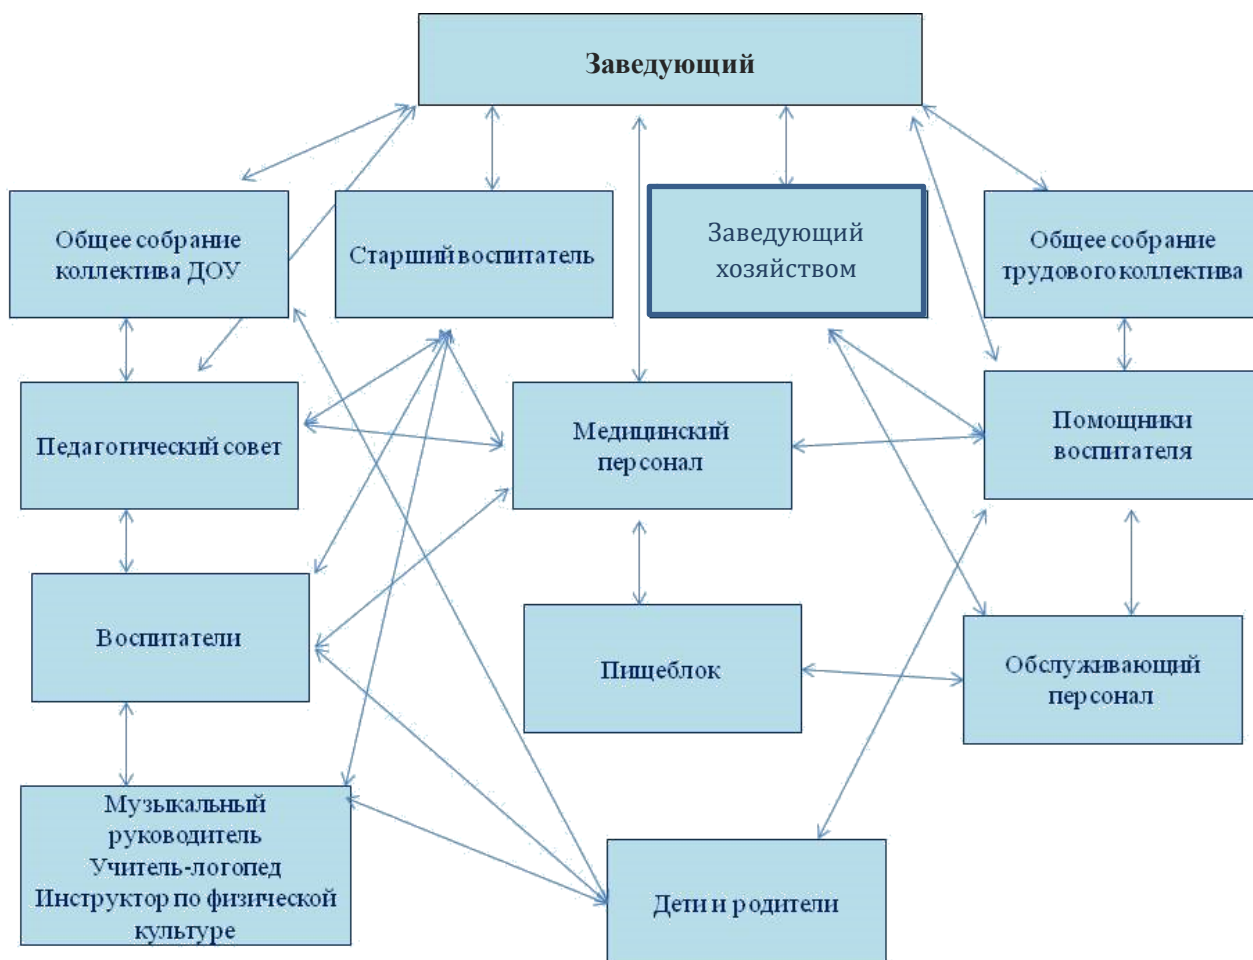 Заведующий
Общее собрание
коллектива ДОУ
Старший воспитатель
Заведующий
хозяйством
Общее собрание
трудового коллектива
Педагогический совет
Медицинский
персонал
Помощники
воспитателя
Воспитатели
Пищеблок
Обслуживающий
персонал
Музыкальный
руководитель
Учитель-логопед
Инструктор по физической
культуре
Дети и родители